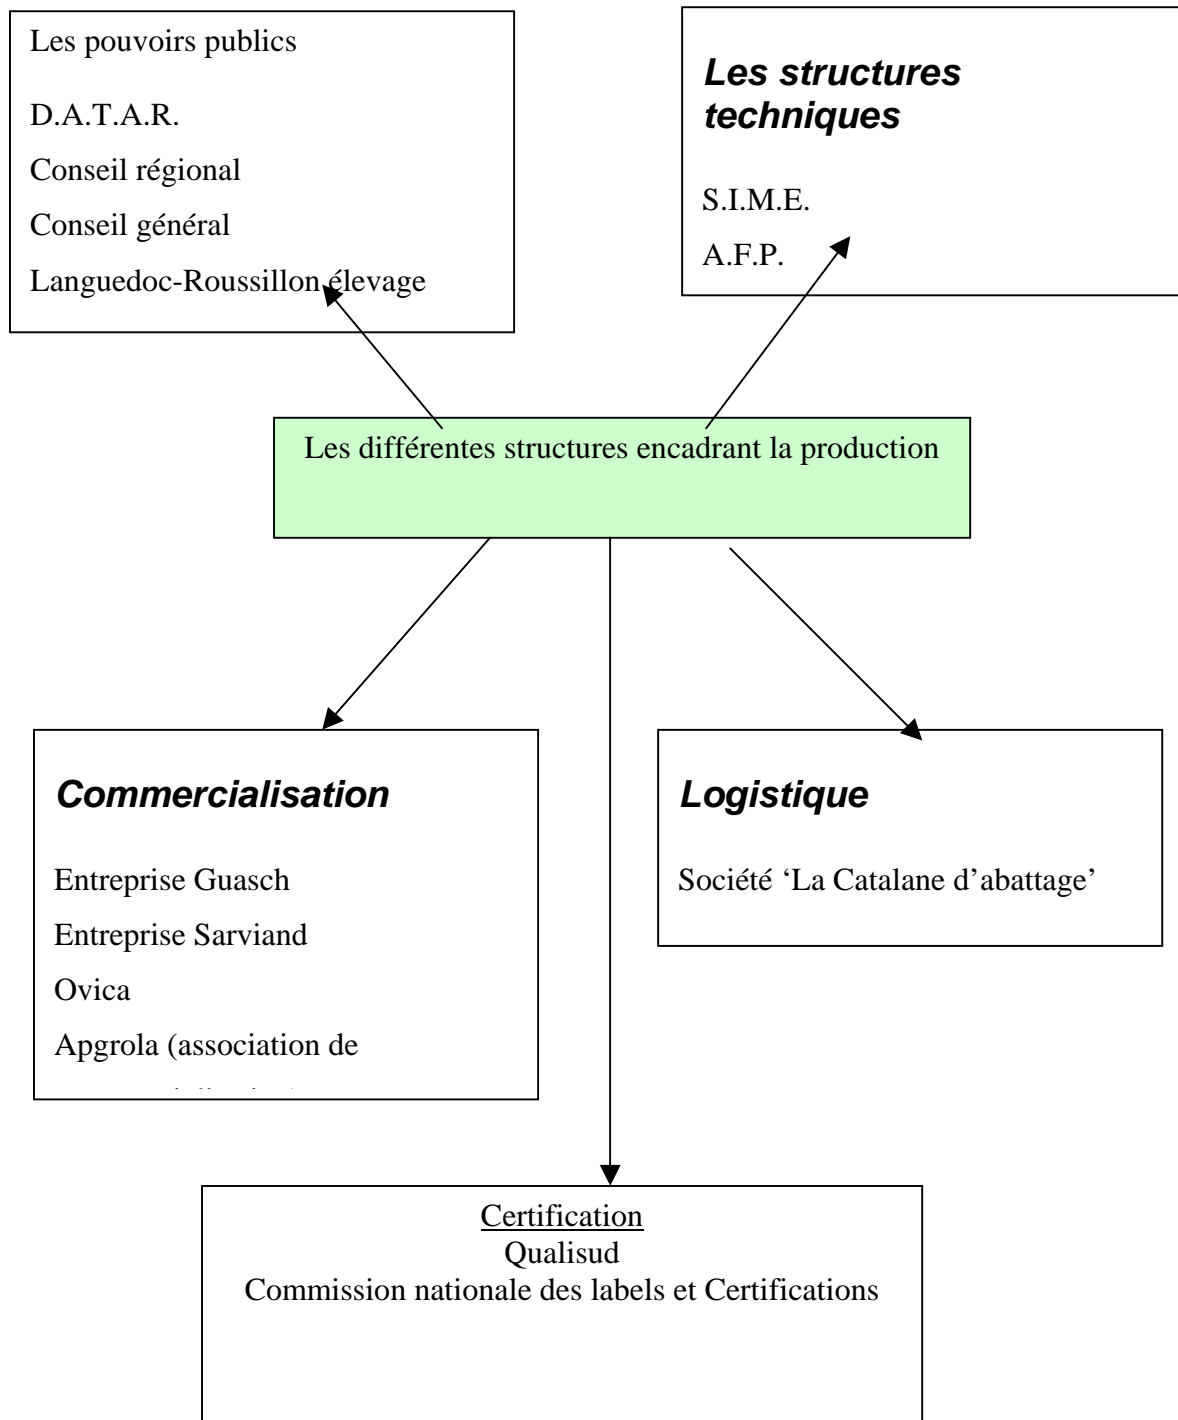 Les pouvoirs publics
D.A.T.A.R.
Conseil régional
Conseil général
Languedoc-Roussillon élevage
Les structures
techniques
S.I.M.E.
A.F.P.
Les différentes structures encadrant la production
Commercialisation
Entreprise Guasch
Entreprise Sarviand
Ovica
Apgrola (association de
Logistique
Société ‘La Catalane d’abattage’
Certification
Qualisud
Commission nationale des labels et Certifications